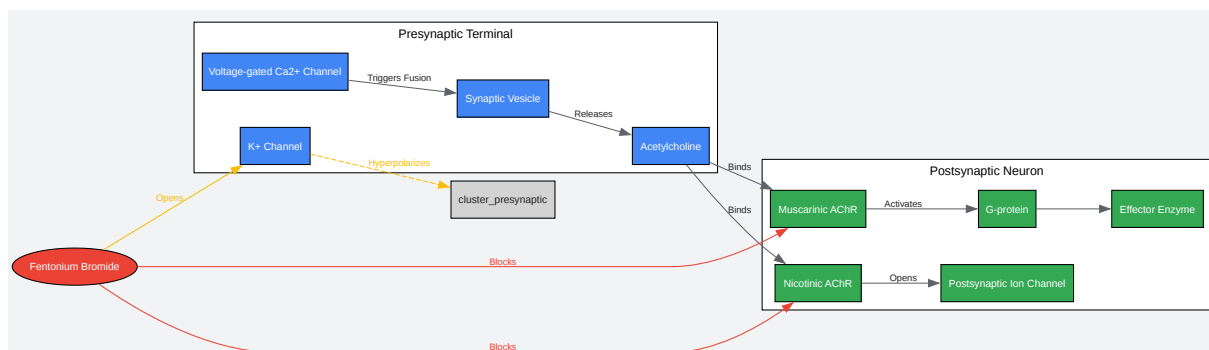 Presynaptic Terminal
Voltage-gated Ca2+ Channel
Triggers Fusion
Synaptic Vesicle
Releases
Acetylcholine
K+ Channel
Hyperpolarizes
cluster_presynaptic
Opens
Fentonium Bromide
Binds
Binds
Blocks
Blocks
Postsynaptic Neuron
Muscarinic AChR
Activates
G-protein
Effector Enzyme
Nicotinic AChR
Opens
Postsynaptic Ion Channel